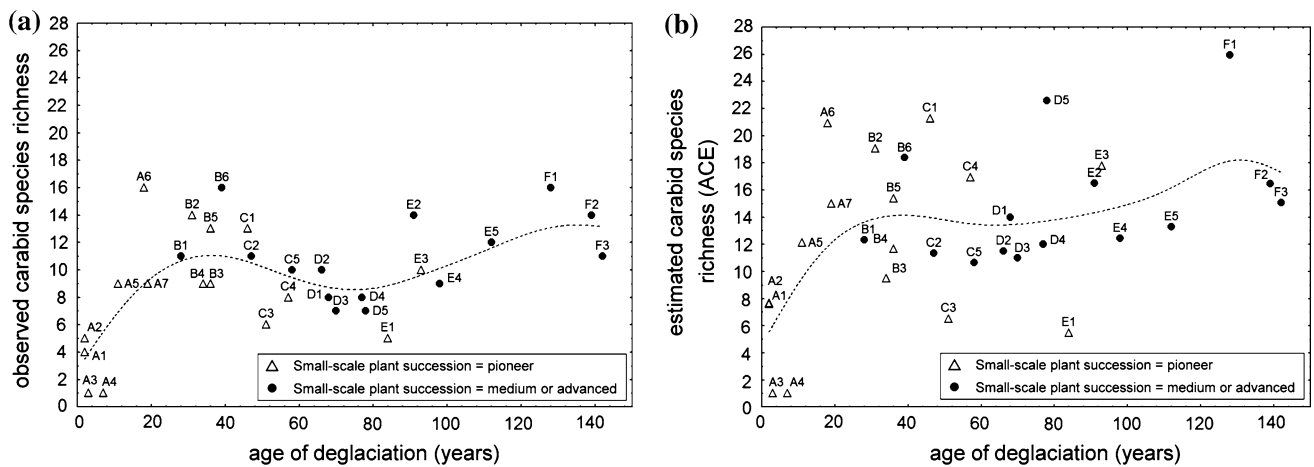 (a)
observed carabid species richness
28
26
24
22
20
18
16
14
12
10
8
6
4
2
0
A6
B6
F1
B2
E2
F2
B5
C1
E5
B1
C2
F3
C5
D2
E3
A5
A7
B4
B3
E4
C4
D1
D4
D3
D5
C3
A2
E1
A1
A3
A4
△ Small-scale plant succession = pioneer
● Small-scale plant succession = medium or advanced
0 20 40 60 80 100 120 140
age of deglaciation (years)
(b)
estimated carabid species
richness (ACE)
28
26
24
22
20
18
16
14
12
10
8
6
4
2
0
F1
D5
C1
A6
B2
B6
E3
C4
E2
F2
B5
A7
F3
D1
E5
B1
E4
A5
D4
B4
D2
C2
D3
C5
B3
A2
A1
C3
E1
A3
A4
△ Small-scale plant succession = pioneer
● Small-scale plant succession = medium or advanced
0 20 40 60 80 100 120 140
age of deglaciation (years)